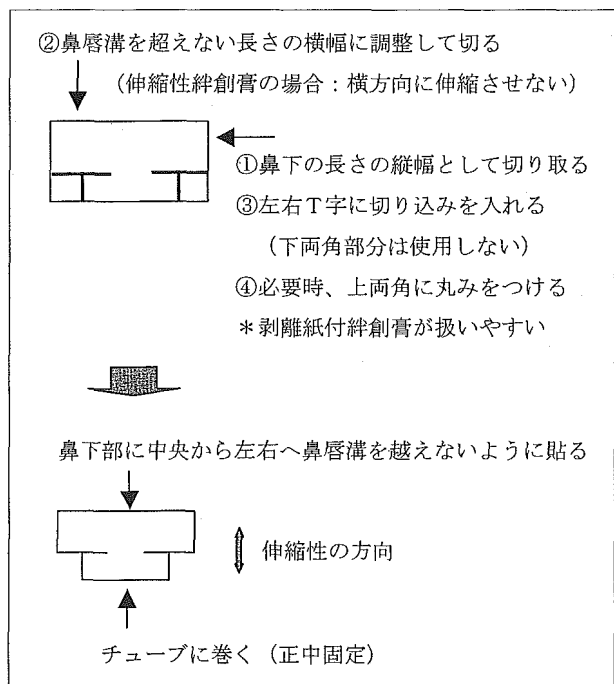 ②鼻唇溝を超えない長さの横幅に調整して切る
（伸縮性絆創膏の場合：横方向に伸縮させない）
①鼻下の長さの縦幅として切り取る
③左右T字に切り込みを入れる
（下両角部分は使用しない）
④必要時、上両角に丸みをつける
＊剥離紙付絆創膏が扱いやすい
鼻下部に中央から左右へ鼻唇溝を越えないように貼る
伸縮性の方向
チューブに巻く（正中固定）